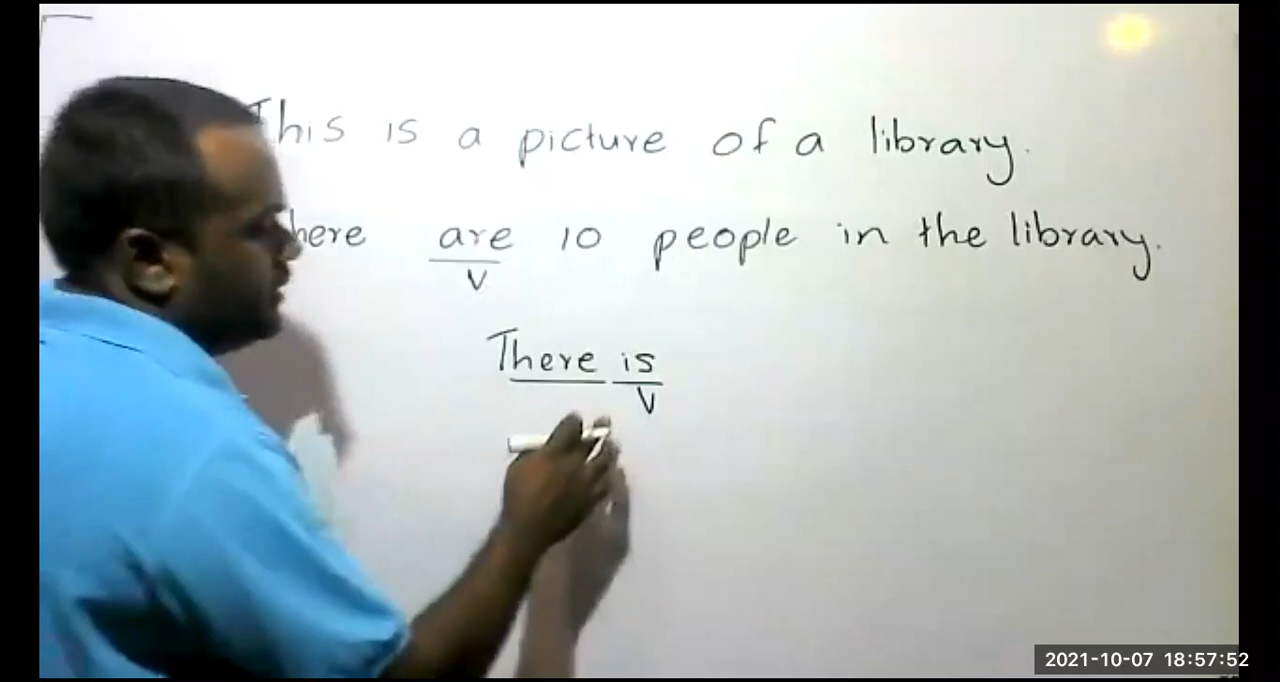 This is a picture of a library.
here are 10 people in the library.
V
There is
V
2021-10-07 18:57:52